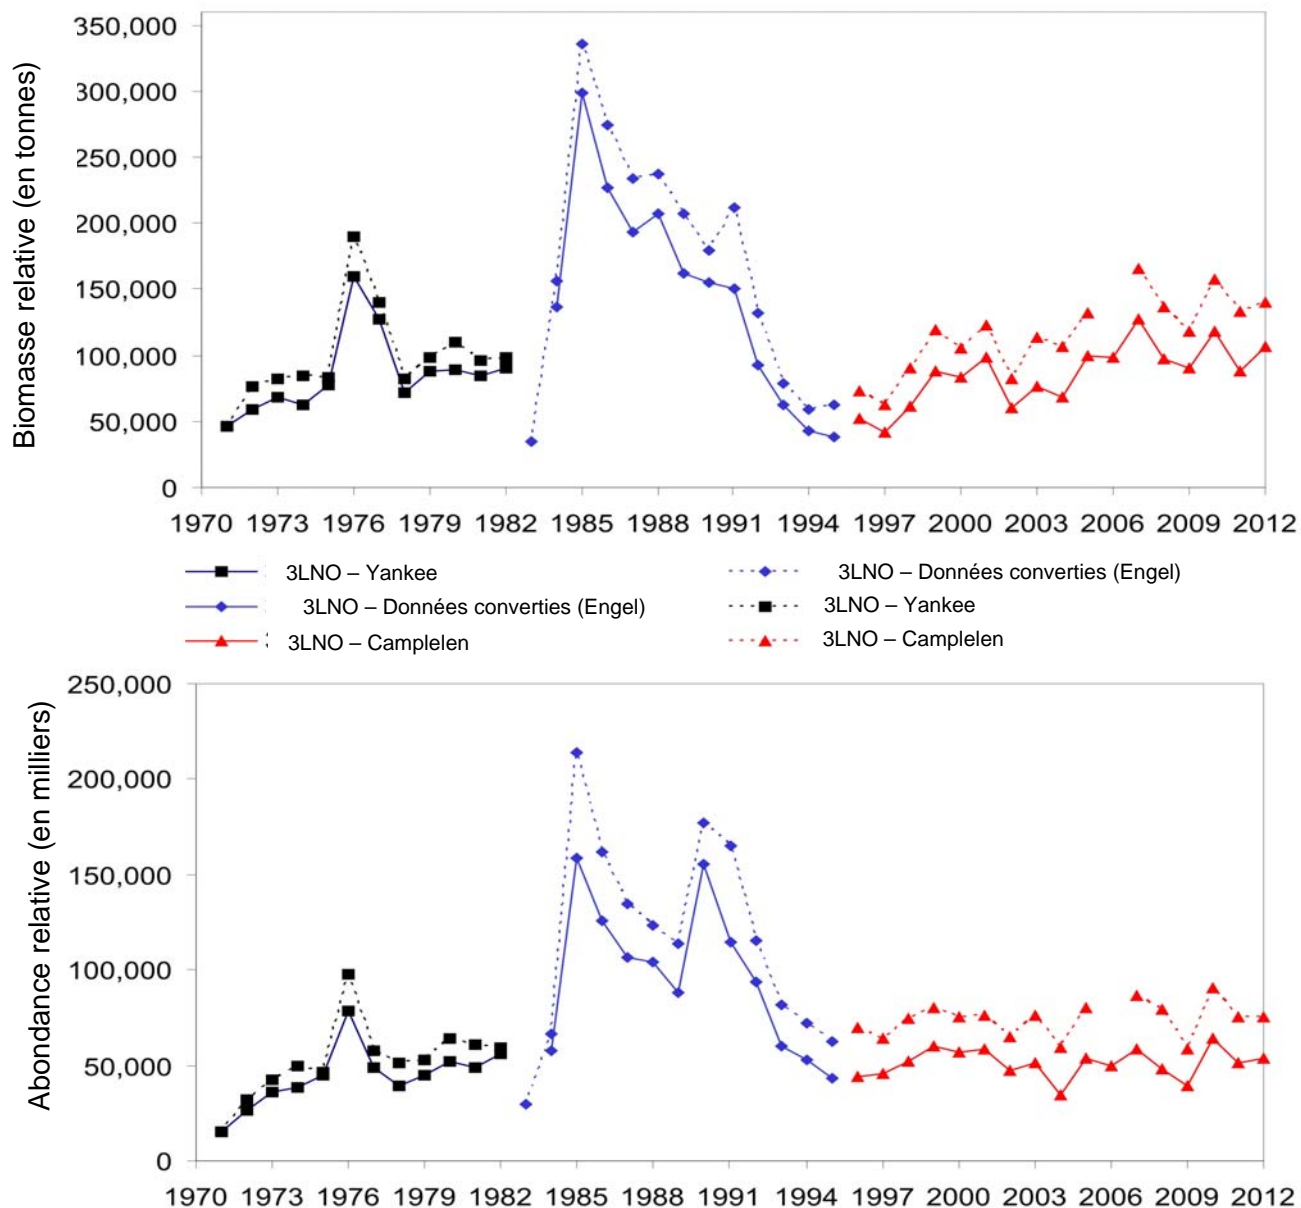 Biomasse relative (en tonnes)
350,000
300,000
250,000
200,000
150,000
100,000
50,000
0
1970 1973 1976 1979 1982 1985 1988 1991 1994 1997 2000 2003 2006 2009 2012
3LNO – Yankee
3LNO – Données converties (Engel)
3LNO – Données converties (Engel)
3LNO – Yankee
3LNO – Camplelen
3LNO – Camplelen
Abondance relative (en milliers)
250,000
200,000
150,000
100,000
50,000
0
1970 1973 1976 1979 1982 1985 1988 1991 1994 1997 2000 2003 2006 2009 2012